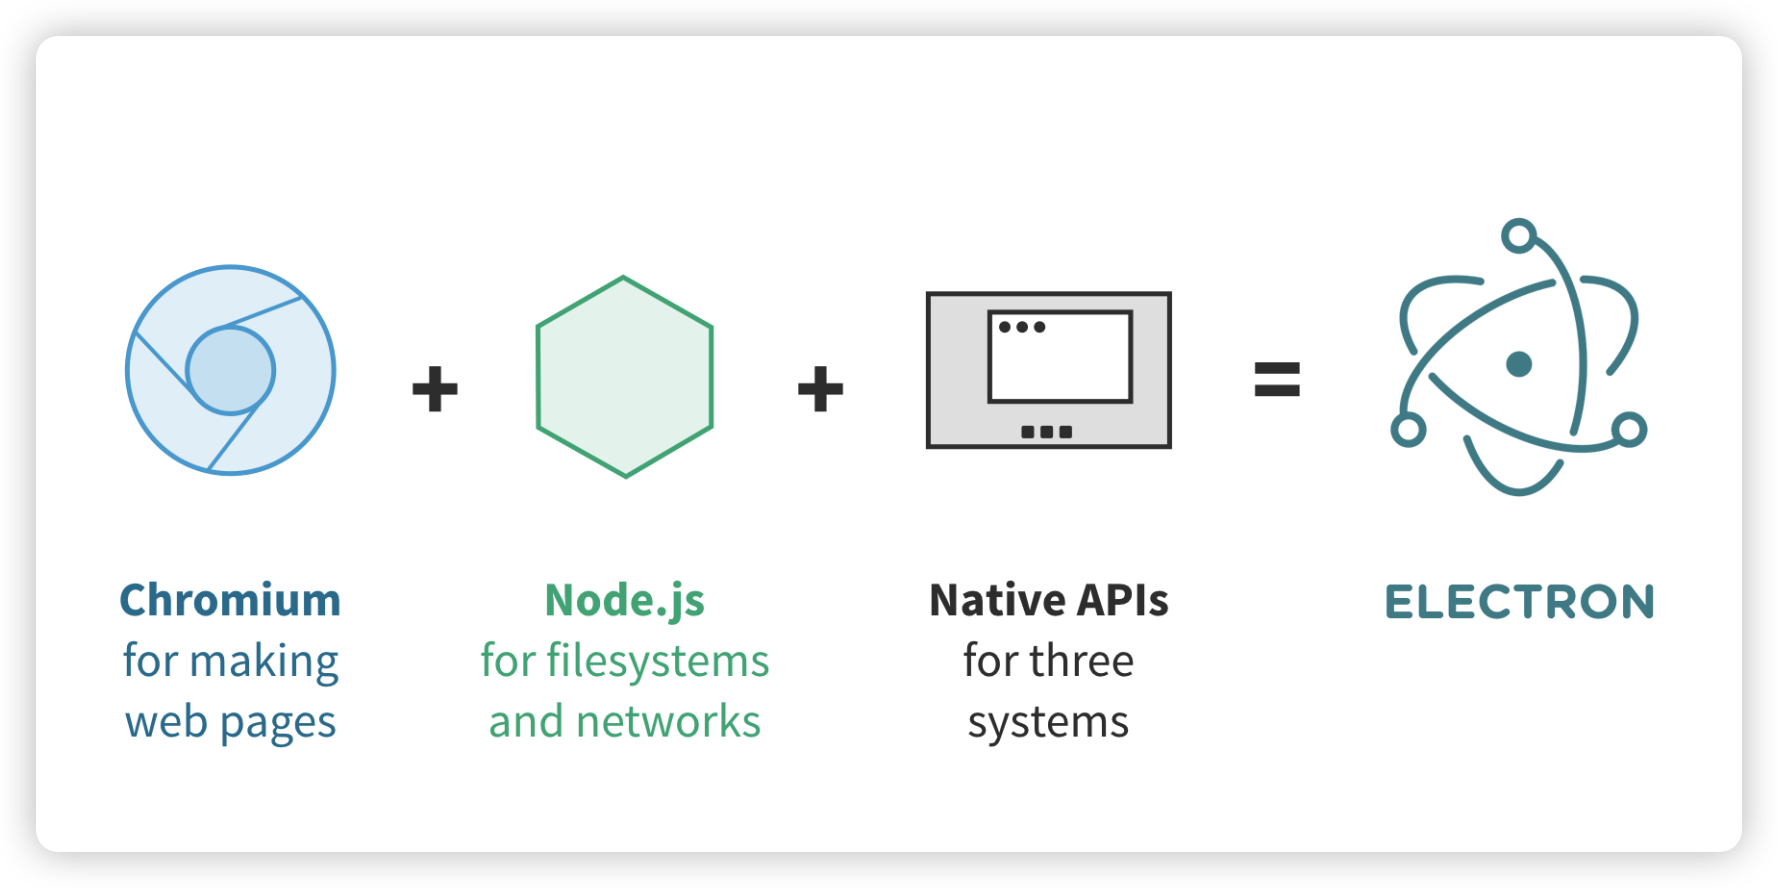 Chromium
for making
web pages
+
Node.js
for filesystems
and networks
+
Native APIs
for three
systems
=
ELECTRON